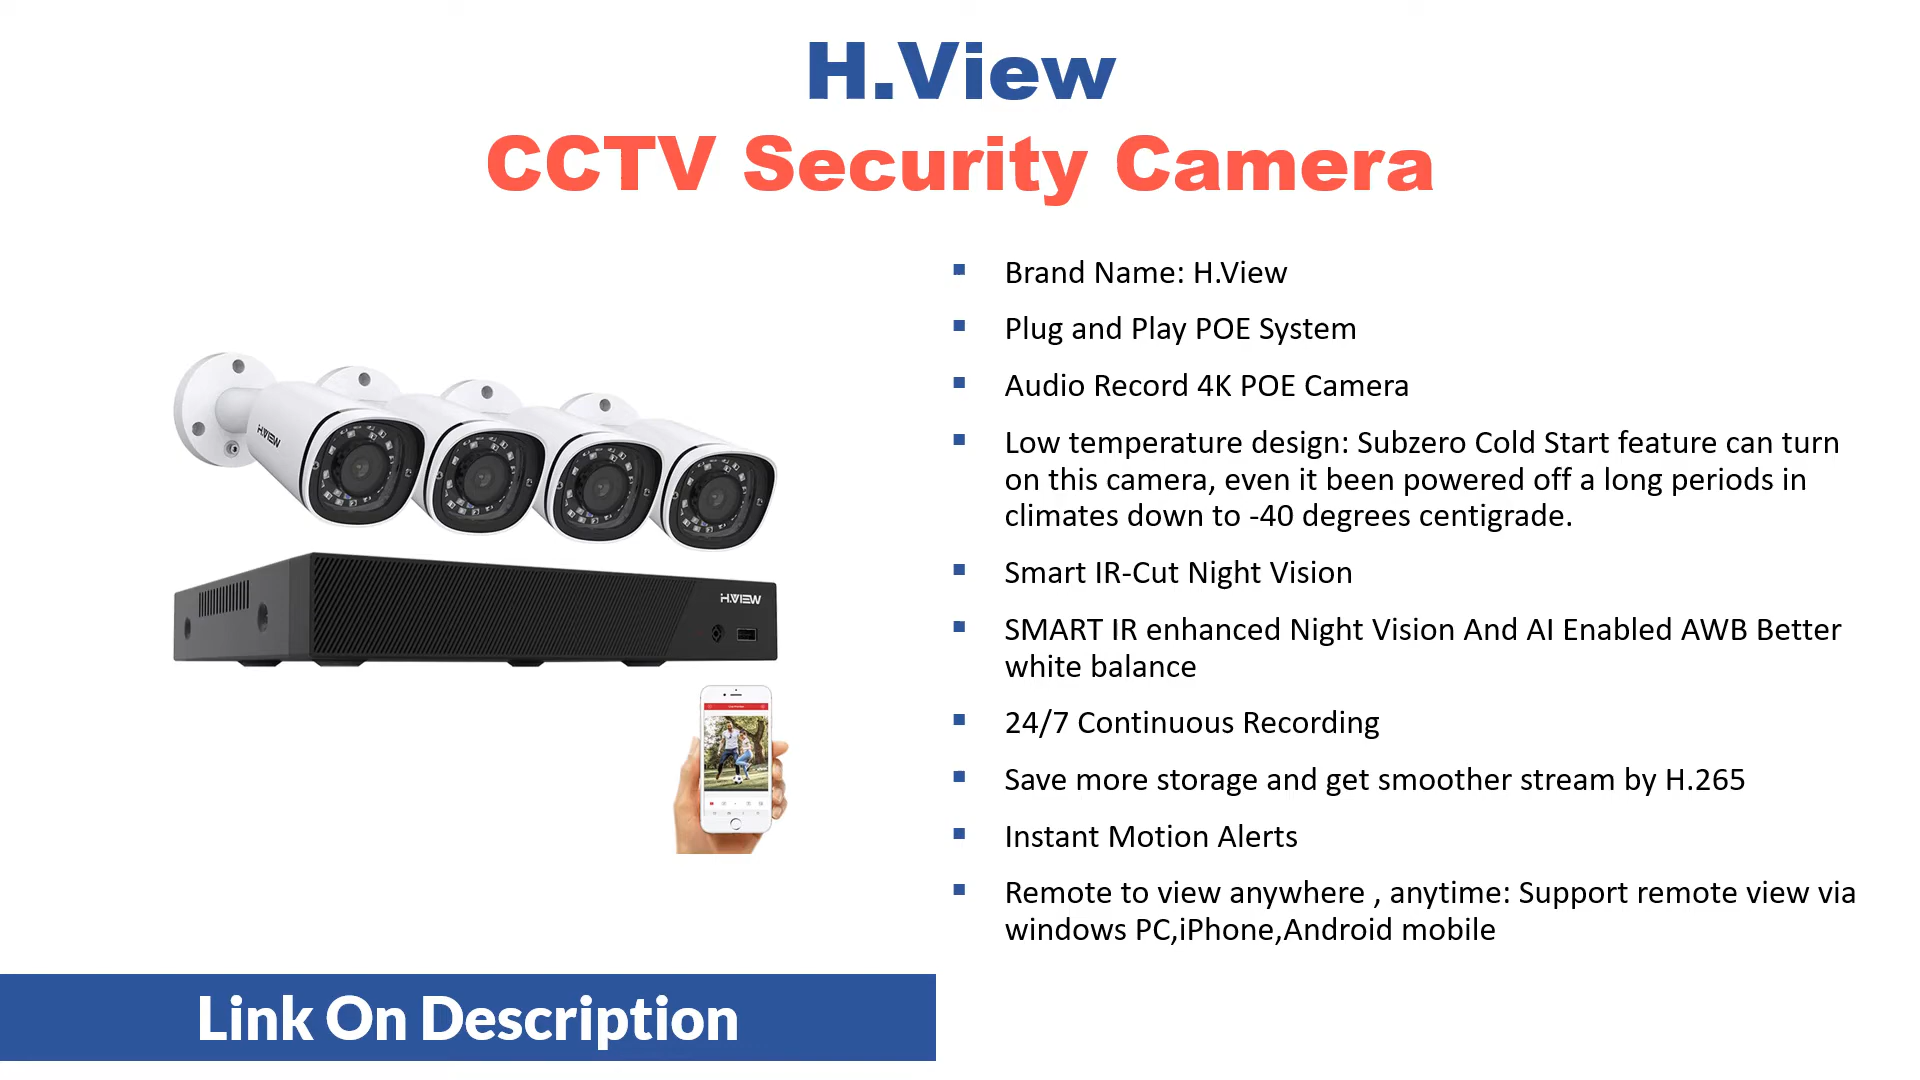 H.View
CCTV Security Camera
Brand Name: H.View
Plug and Play POE System
Audio Record 4K POE Camera
Low temperature design: Subzero Cold Start feature can turn
on this camera, even it been powered off a long periods in
climates down to -40 degrees centigrade.
Smart IR-Cut Night Vision
SMART IR enhanced Night Vision And AI Enabled AWB Better
white balance
24/7 Continuous Recording
Save more storage and get smoother stream by H.265
Instant Motion Alerts
Remote to view anywhere , anytime: Support remote view via
windows PC,iPhone,Android mobile
H.VIEW
H.VIEW
Link On Description